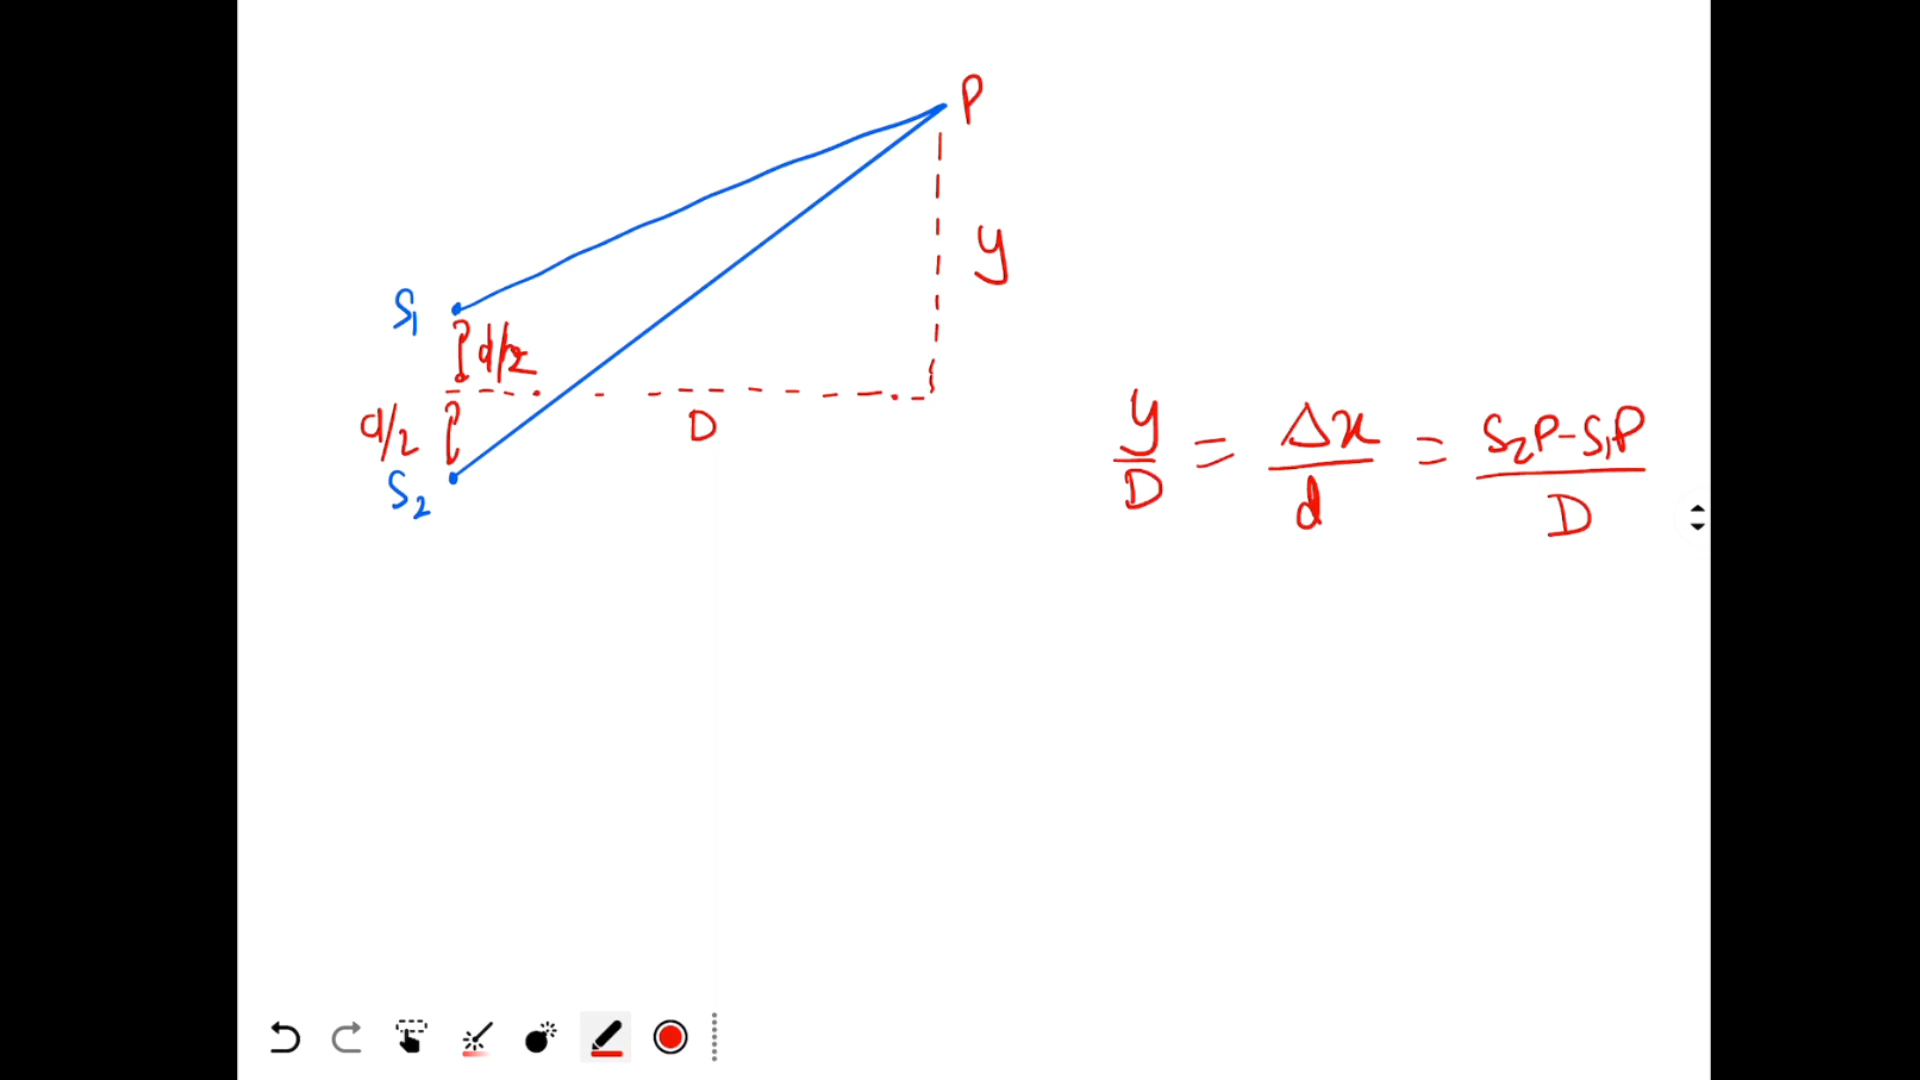 P
y
S₁
d/2
D
d/2
S₂
y/D = Δx/d = S₂P-S₁P/D